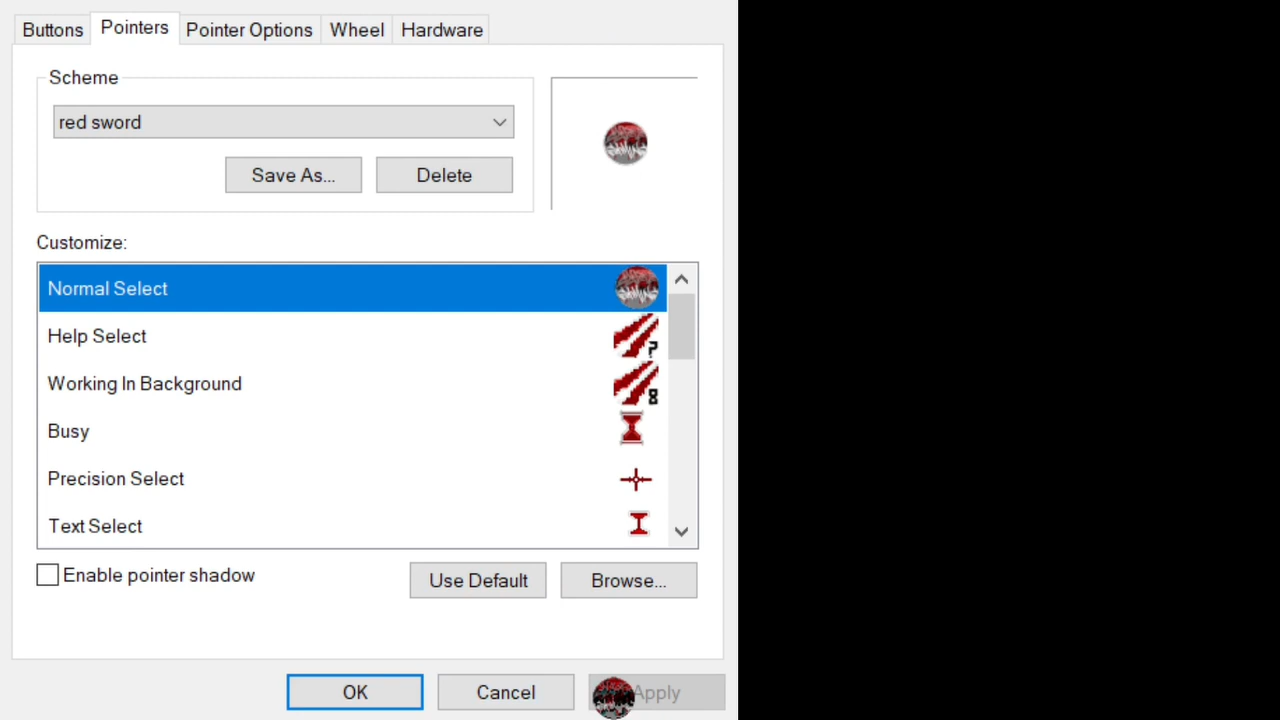 Buttons Pointers Pointer Options Wheel Hardware
Scheme
red sword
Save As... Delete
Customize:
Normal Select
Help Select
Working In Background
Busy
Precision Select
Text Select
Enable pointer shadow
Use Default Browse...
OK Cancel Apply